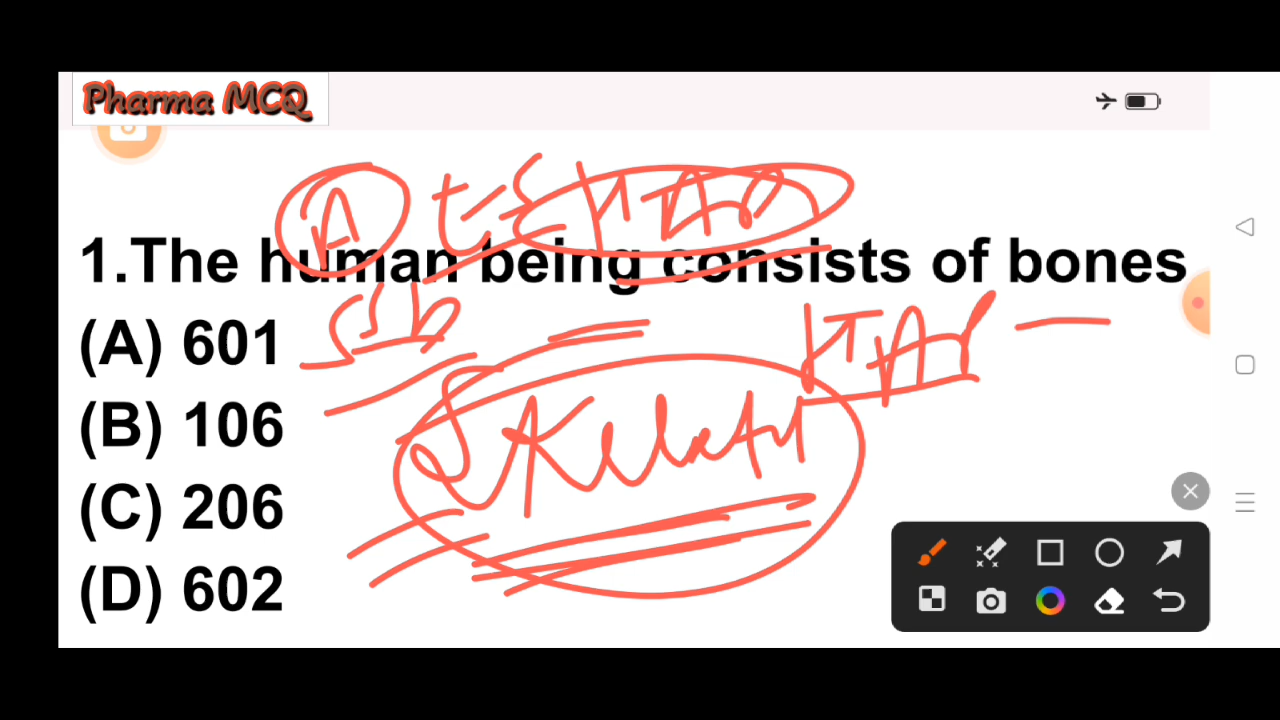 Pharma MCQ
A
1.The human being consists of bones
(A) 601
(B) 106
(C) 206
(D) 602